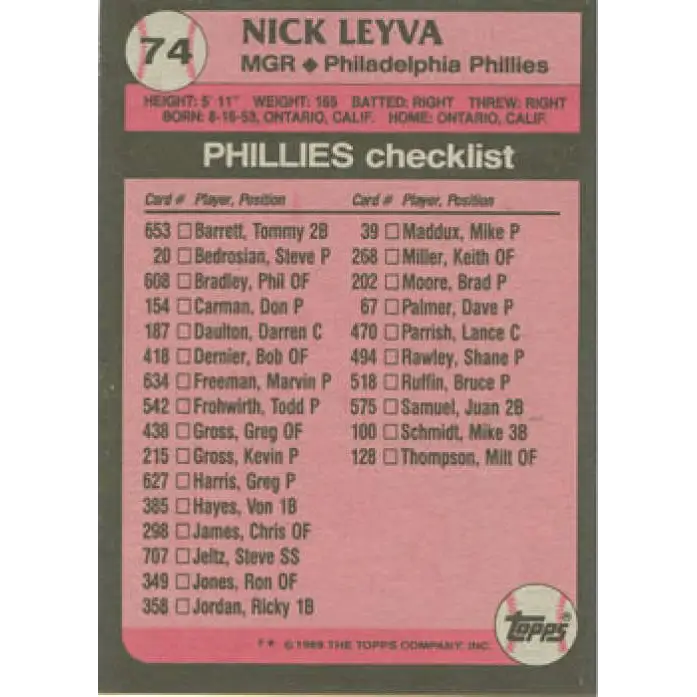 74
NICK LEYVA
MGR ◆ Philadelphia Phillies
HEIGHT: 5' 11" WEIGHT: 165 BATTED: RIGHT THREW: RIGHT
BORN: 8-16-53, ONTARIO, CALIF. HOME: ONTARIO, CALIF.
PHILLIES checklist
Card # Player, Position
653 ☐ Barrett, Tommy 2B
20 ☐ Bedrosian, Steve P
608 ☐ Bradley, Phil OF
154 ☐ Carman, Don P
187 ☐ Daulton, Darren C
418 ☐ Dernier, Bob OF
634 ☐ Freeman, Marvin P
542 ☐ Frohwirth, Todd P
438 ☐ Gross, Greg OF
215 ☐ Gross, Kevin P
627 ☐ Harris, Greg P
385 ☐ Hayes, Von 1B
298 ☐ James, Chris OF
707 ☐ Jeltz, Steve SS
349 ☐ Jones, Ron OF
358 ☐ Jordan, Ricky 1B
Card # Player, Position
39 ☐ Maddux, Mike P
268 ☐ Miller, Keith OF
202 ☐ Moore, Brad P
67 ☐ Palmer, Dave P
470 ☐ Parrish, Lance C
494 ☐ Rawley, Shane P
518 ☐ Ruffin, Bruce P
575 ☐ Samuel, Juan 2B
100 ☐ Schmidt, Mike 3B
128 ☐ Thompson, Milt OF
TOPPS®
©1989 THE TOPPS COMPANY, INC.